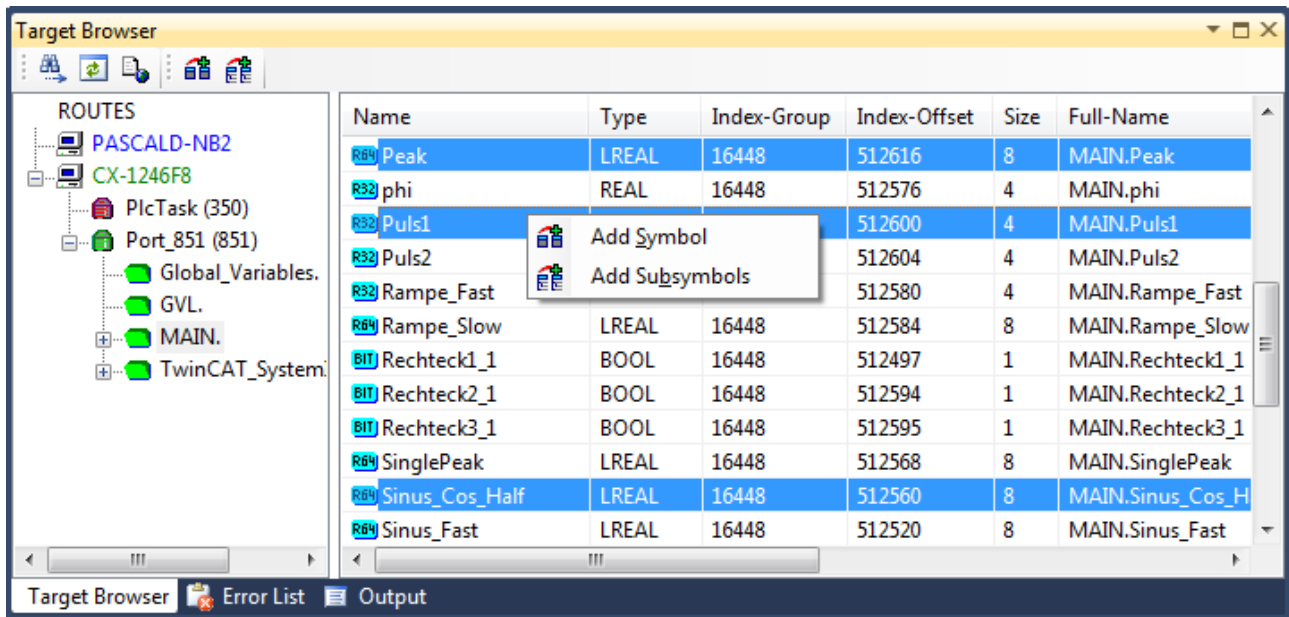 Target Browser
ROUTES
PASCALD-NB2
CX-1246F8
PlcTask (350)
Port_851 (851)
Global_Variables.
GVL.
MAIN.
TwinCAT_System
Name Type Index-Group Index-Offset Size Full-Name
R64 Peak LREAL 16448 512616 8 MAIN.Peak
R32 phi REAL 16448 512576 4 MAIN.phi
R32 Puls1 512600 4 MAIN.Puls1
R32 Puls2 512604 4 MAIN.Puls2
R32 Rampe_Fast 512580 4 MAIN.Rampe_Fast
R64 Rampe_Slow LREAL 16448 512584 8 MAIN.Rampe_Slow
BIT Rechteck1_1 BOOL 16448 512497 1 MAIN.Rechteck1_1
BIT Rechteck2_1 BOOL 16448 512594 1 MAIN.Rechteck2_1
BIT Rechteck3_1 BOOL 16448 512595 1 MAIN.Rechteck3_1
R64 SinglePeak LREAL 16448 512568 8 MAIN.SinglePeak
R64 Sinus_Cos_Half LREAL 16448 512560 8 MAIN.Sinus_Cos_H
R64 Sinus_Fast LREAL 16448 512520 8 MAIN.Sinus_Fast
Add Symbol
Add Subsymbols
Target Browser Error List Output